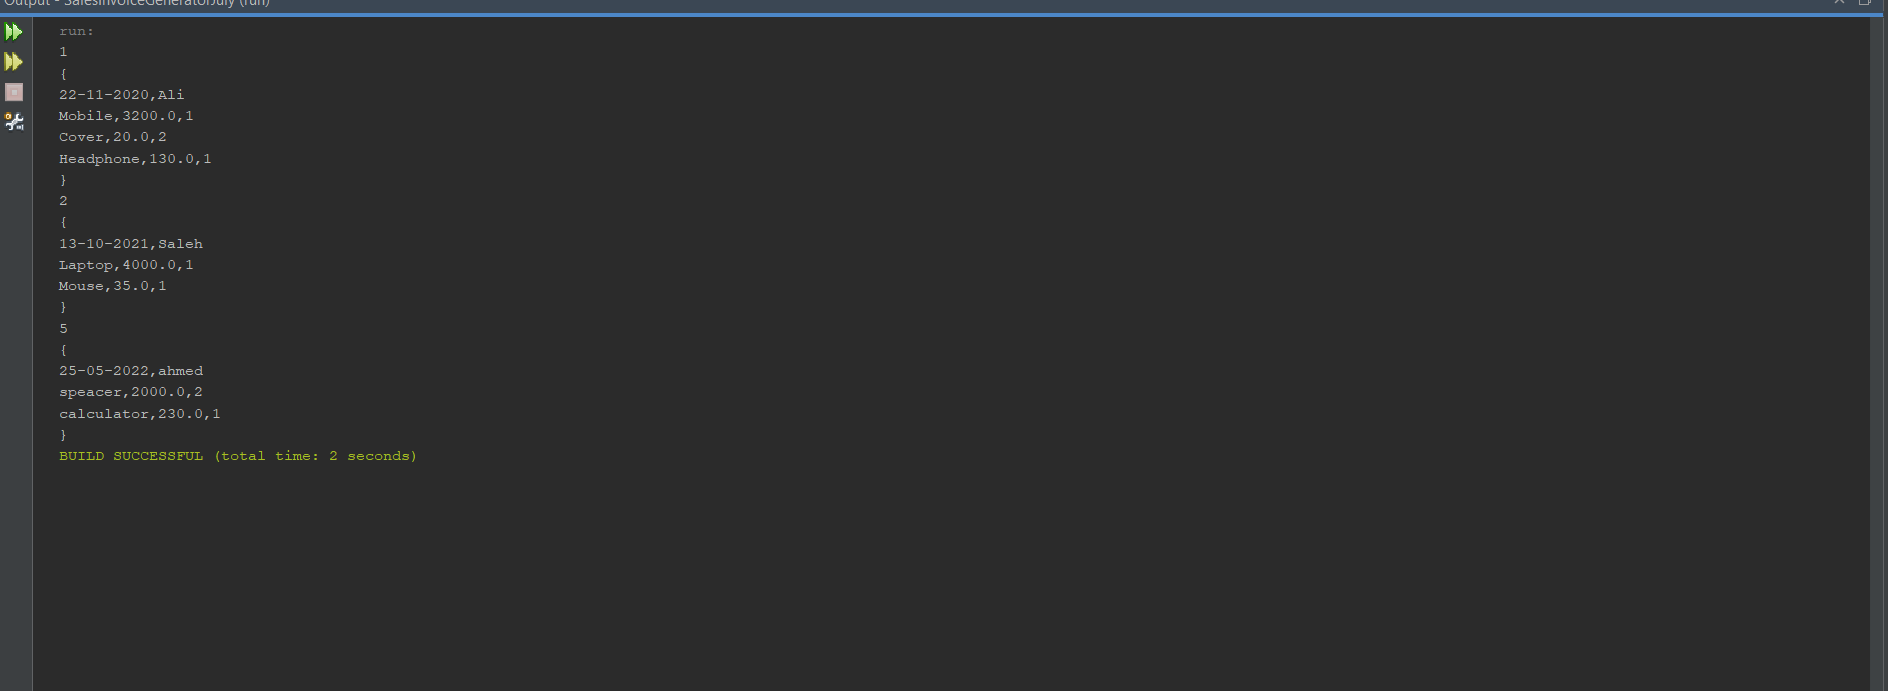 Output - SalesInvoiceGeneratorJuly (run)
run:
1
{
22-11-2020,Ali
Mobile,3200.0,1
Cover,20.0,2
Headphone,130.0,1
}
2
{
13-10-2021,Saleh
Laptop,4000.0,1
Mouse,35.0,1
}
5
{
25-05-2022,ahmed
speacer,2000.0,2
calculator,230.0,1
}
BUILD SUCCESSFUL (total time: 2 seconds)